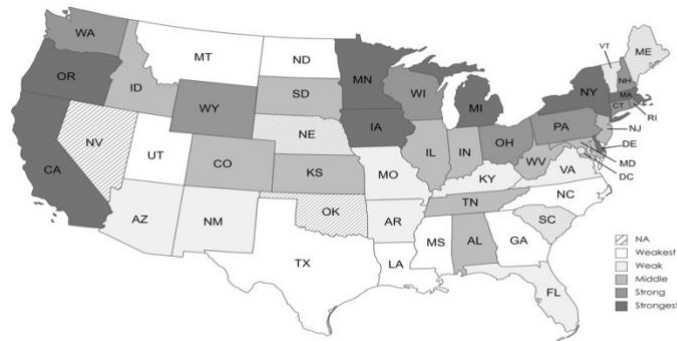 WA
MT
ND
MN
VT
ME
OR
ID
SD
WI
MI
NY
NH
MA
CT
RI
WY
NE
IA
PA
NJ
NV
UT
CO
KS
IL
IN
OH
WV
DE
MD
DC
CA
MO
KY
VA
AZ
NM
OK
AR
TN
NC
SC
TX
LA
MS
AL
GA
FL
NA
Weakest
Weak
Middle
Strong
Strongest